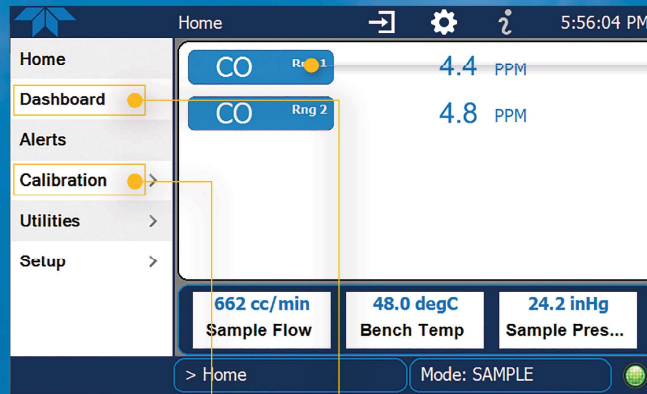 Home
5:56:04 PM
Home
Dashboard
Alerts
Calibration >
Utilities >
Setup >
CO Rng 1 4.4 PPM
CO Rng 2 4.8 PPM
662 cc/min
Sample Flow
48.0 degC
Bench Temp
24.2 inHg
Sample Pres...
> Home
Mode: SAMPLE